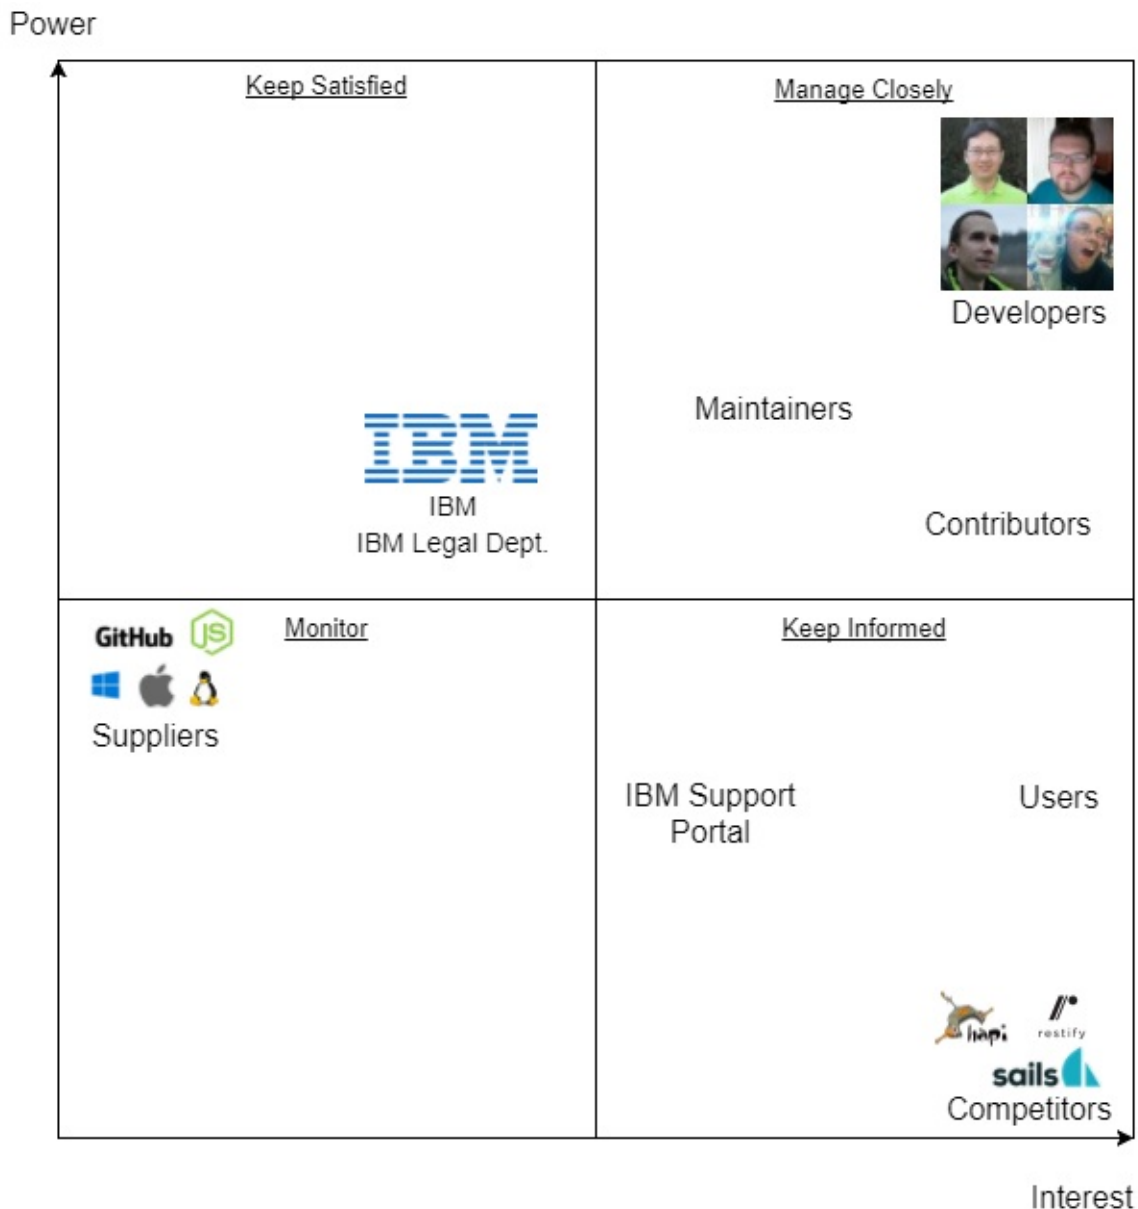 Power
Keep Satisfied
Manage Closely
Developers
Maintainers
IBM
IBM
IBM Legal Dept.
Contributors
GitHub JS
Monitor
Suppliers
Keep Informed
IBM Support
Portal
Users
hapi
restify
sails
Competitors
Interest